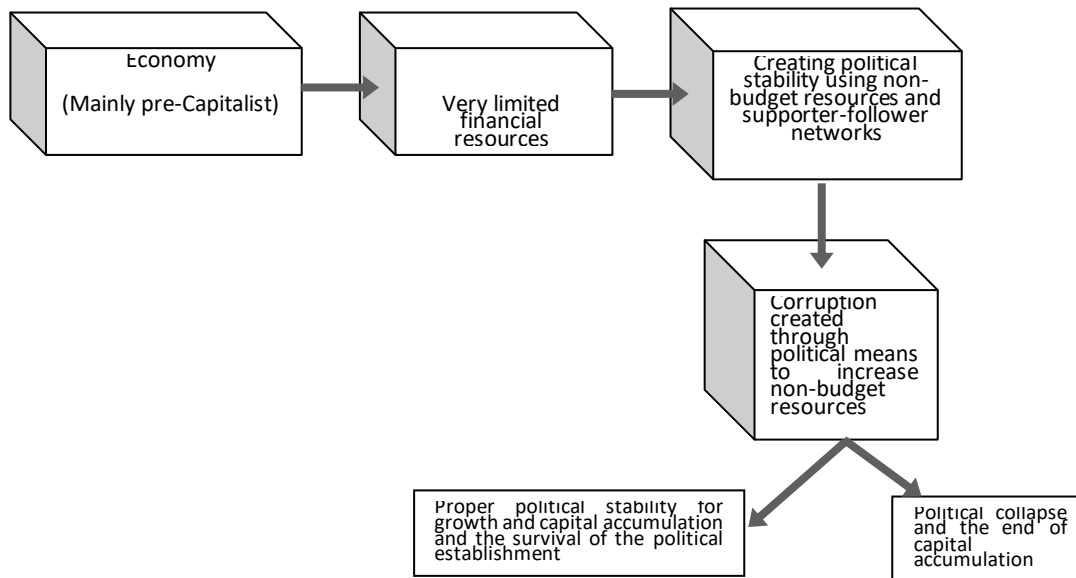 Economy
(Mainly pre-Capitalist)
Very limited
financial
resources
Creating political
stability using non-
budget resources and
supporter-follower
networks
Corruption
created
through
political means
to increase
non-budget
resources
Proper political stability for
growth and capital accumulation
and the survival of the political
establishment
Political collapse
and the end of
capital
accumulation